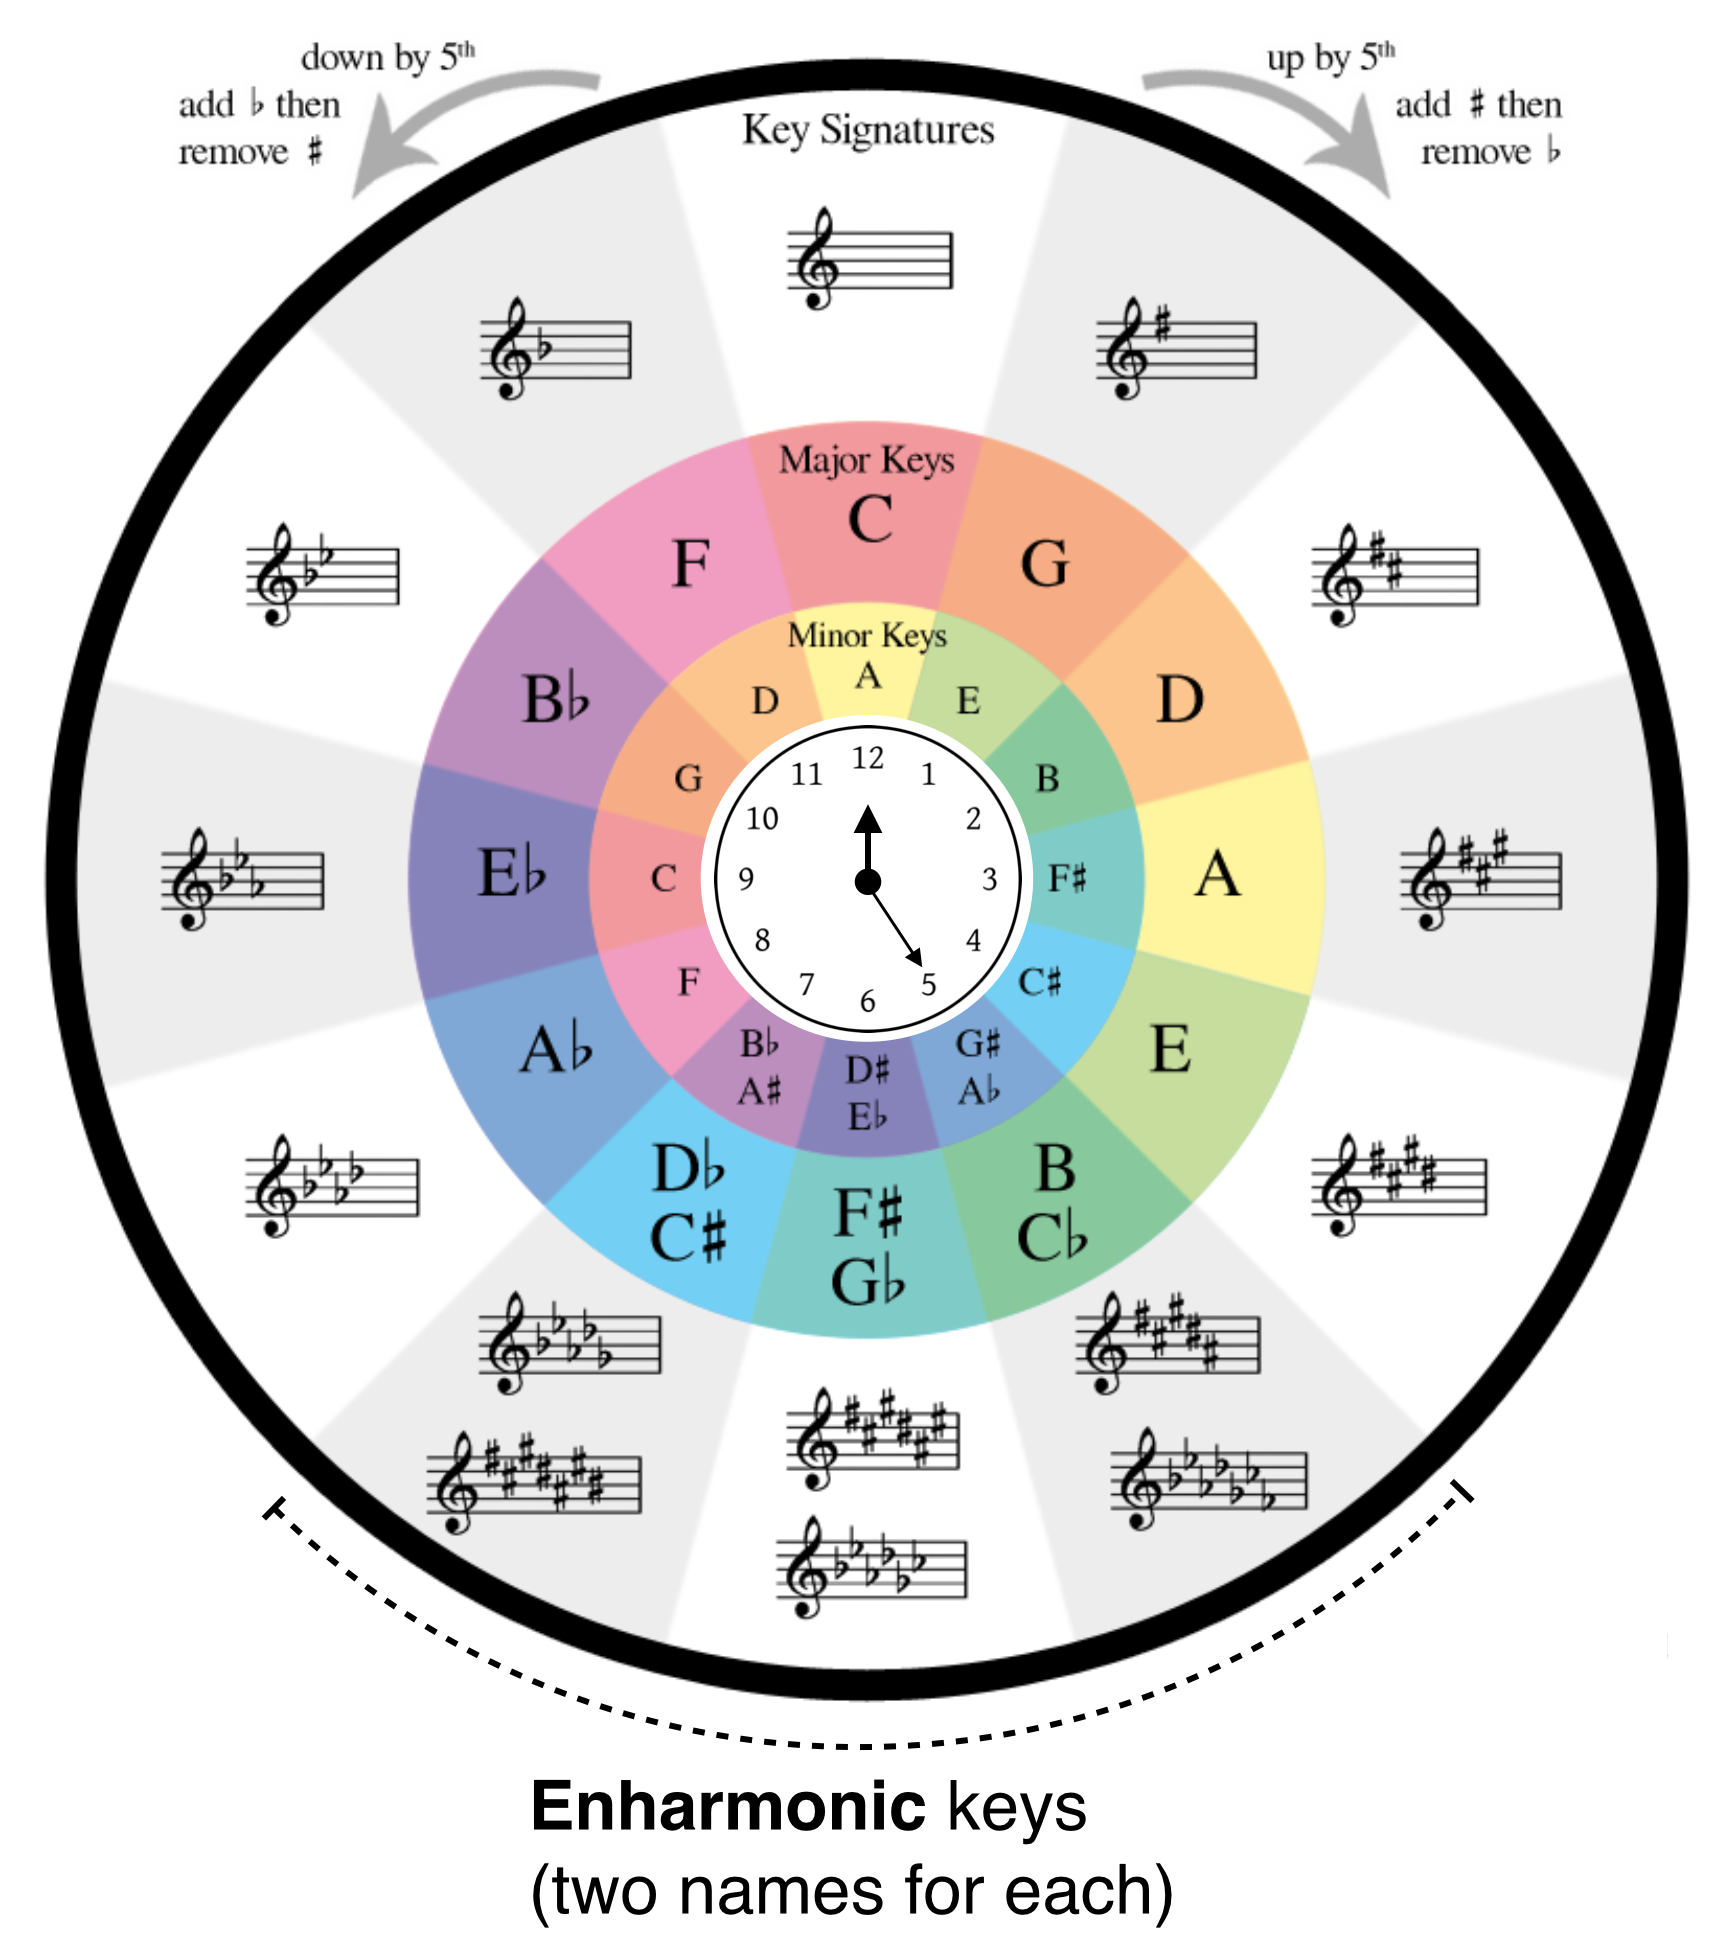 down by 5th
add ♭ then
remove ♯
up by 5th
add ♯ then
remove ♭
Key Signatures
Major Keys
C
G
D
A
E
B
C♭
F♯
G♭
D♭
C♯
A♭
E♭
B♭
F
Minor Keys
A
E
B
F♯
C♯
G♯
A♭
D♯
E♭
B♭
A♯
F
C
G
D
12
1
2
3
4
5
6
7
8
9
10
11
Enharmonic keys
(two names for each)